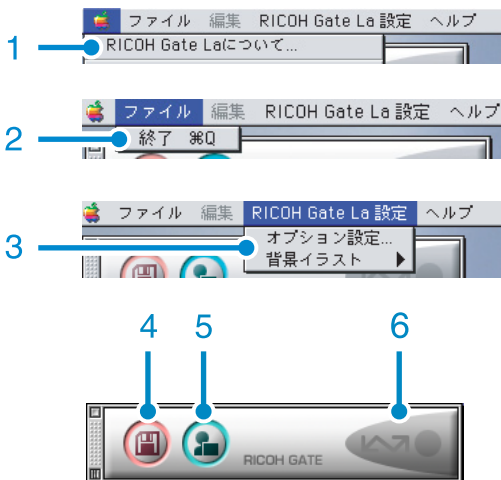 ファイル 編集 RICOH Gate La 設定 ヘルプ
1
RICOH Gate Laについて...
ファイル 編集 RICOH Gate La 設定 ヘルプ
2
終了 ⌘Q
ファイル 編集 RICOH Gate La 設定 ヘルプ
3
オプション設定...
背景イラスト ▶
4 5 6
RICOH GATE